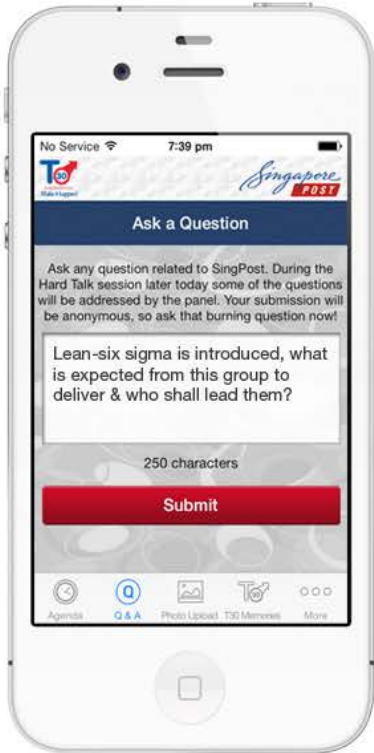 No Service 7:39 pm
T30
Make it happen!
Singapore
POST
Ask a Question
Ask any question related to SingPost. During the
Hard Talk session later today some of the questions
will be addressed by the panel. Your submission will
be anonymous, so ask that burning question now!
Lean-six sigma is introduced, what
is expected from this group to
deliver & who shall lead them?
250 characters
Submit
Q 30
Agenda Q & A Photo Upload T30 Memories More